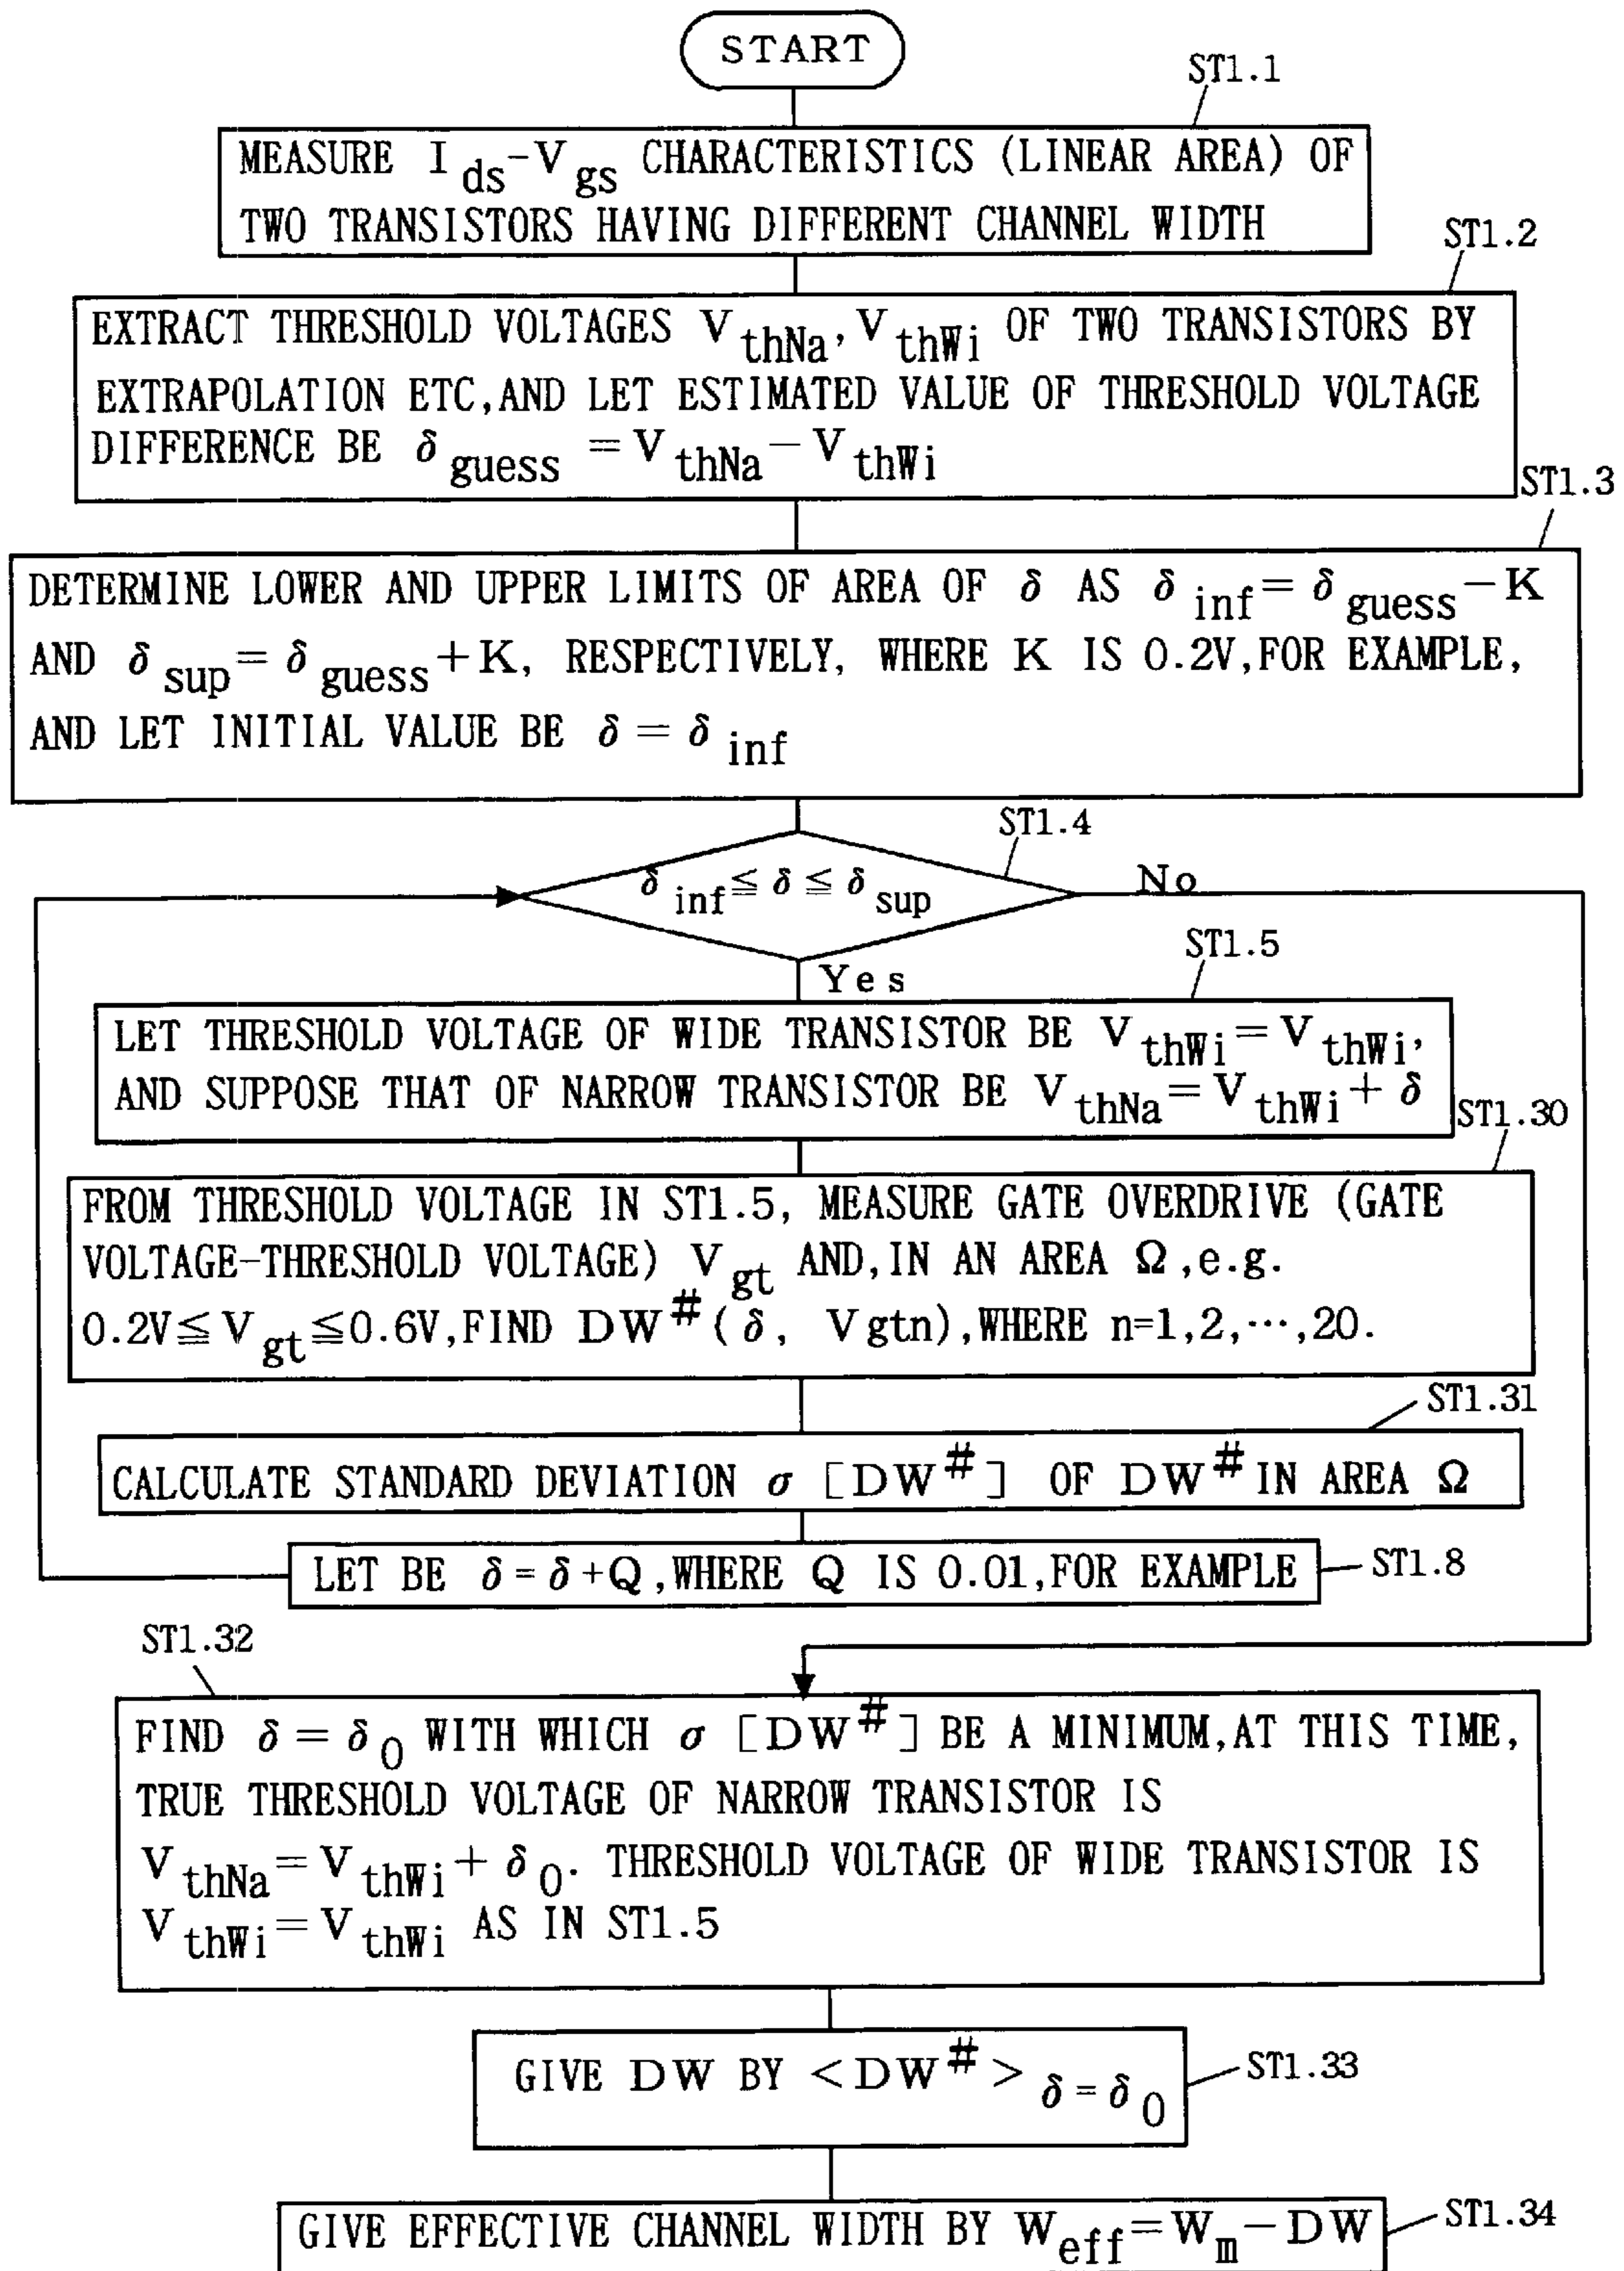 START
ST1.1
MEASURE I ds-V gs CHARACTERISTICS (LINEAR AREA) OF
TWO TRANSISTORS HAVING DIFFERENT CHANNEL WIDTH
ST1.2
EXTRACT THRESHOLD VOLTAGES V thNa, V thWi OF TWO TRANSISTORS BY
EXTRAPOLATION ETC,AND LET ESTIMATED VALUE OF THRESHOLD VOLTAGE
DIFFERENCE BE δ guess = V thNa − V thWi
ST1.3
DETERMINE LOWER AND UPPER LIMITS OF AREA OF δ AS δ inf = δ guess − K
AND δ sup = δ guess + K, RESPECTIVELY, WHERE K IS 0.2V,FOR EXAMPLE,
AND LET INITIAL VALUE BE δ = δ inf
ST1.4
δ inf ≦ δ ≦ δ sup
No
Yes
ST1.5
LET THRESHOLD VOLTAGE OF WIDE TRANSISTOR BE V thWi = V thWi,
AND SUPPOSE THAT OF NARROW TRANSISTOR BE V thNa = V thWi + δ
ST1.30
FROM THRESHOLD VOLTAGE IN ST1.5, MEASURE GATE OVERDRIVE (GATE
VOLTAGE-THRESHOLD VOLTAGE) V gt AND, IN AN AREA Ω ,e.g.
0.2V ≦ V gt ≦ 0.6V,FIND DW# (δ, Vgtn),WHERE n=1,2,⋯,20.
ST1.31
CALCULATE STANDARD DEVIATION σ [DW#] OF DW# IN AREA Ω
LET BE δ = δ + Q ,WHERE Q IS 0.01,FOR EXAMPLE
ST1.8
ST1.32
FIND δ = δ 0 WITH WHICH σ [DW#] BE A MINIMUM,AT THIS TIME,
TRUE THRESHOLD VOLTAGE OF NARROW TRANSISTOR IS
V thNa = V thWi + δ 0. THRESHOLD VOLTAGE OF WIDE TRANSISTOR IS
V thWi = V thWi AS IN ST1.5
GIVE DW BY <DW#> δ = δ 0
ST1.33
GIVE EFFECTIVE CHANNEL WIDTH BY W eff = W m − DW
ST1.34